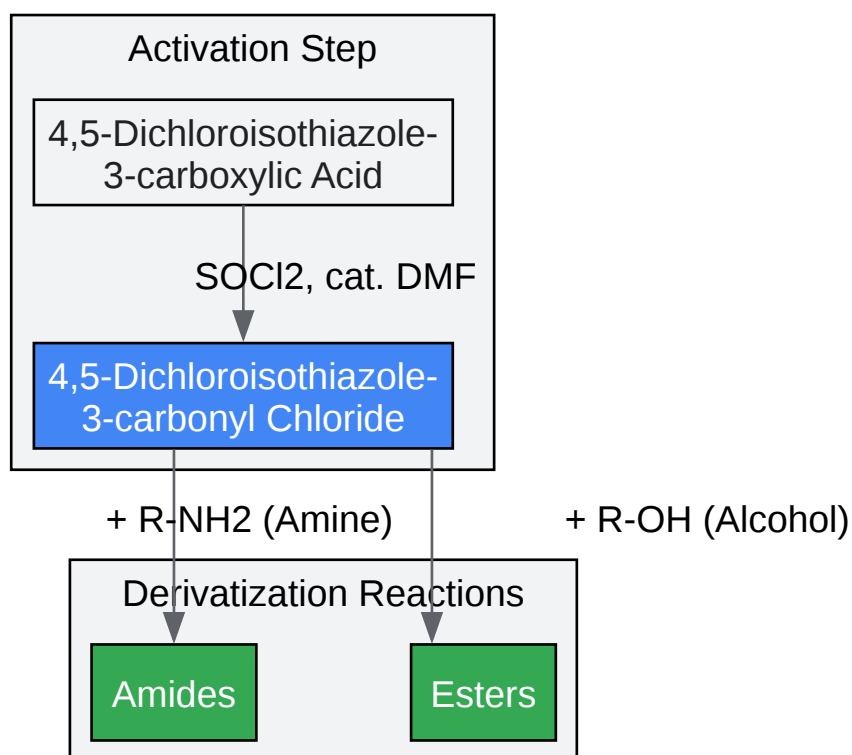 Activation Step
4,5-Dichloroisothiazole-
3-carboxylic Acid
SOCl2, cat. DMF
4,5-Dichloroisothiazole-
3-carbonyl Chloride
+ R-NH2 (Amine)
+ R-OH (Alcohol)
Derivatization Reactions
Amides
Esters